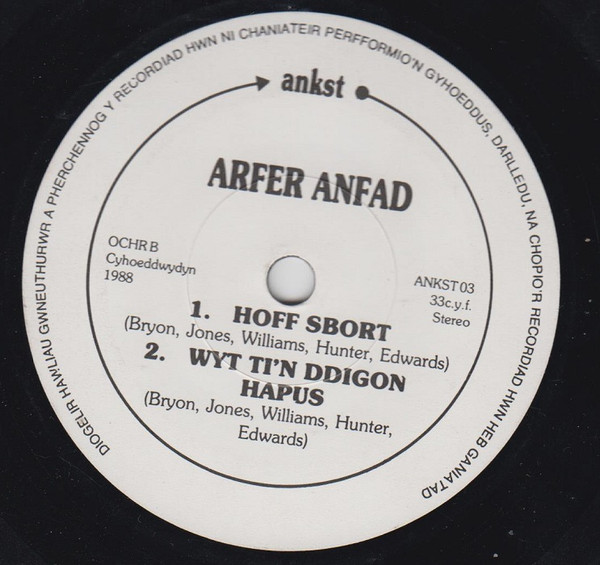 DIOGELIR HAWLIAU GWNEUTHURWR A PHERCHENNOG Y RECORDIAD HWN NI CHANIATEIR PERFFORMIO'N GYHOEDDUS, DARLLEDU, NA CHOPIO'R RECORDIAD HWN HEB GANIATAD
ankst
ARFER ANFAD
OCHR B
Cyhoeddwydyn
1988
ANKST 03
33c.y.f.
Stereo
1. HOFF SBORT
(Bryon, Jones, Williams, Hunter, Edwards)
2. WYT TI'N DDIGON
HAPUS
(Bryon, Jones, Williams, Hunter,
Edwards)